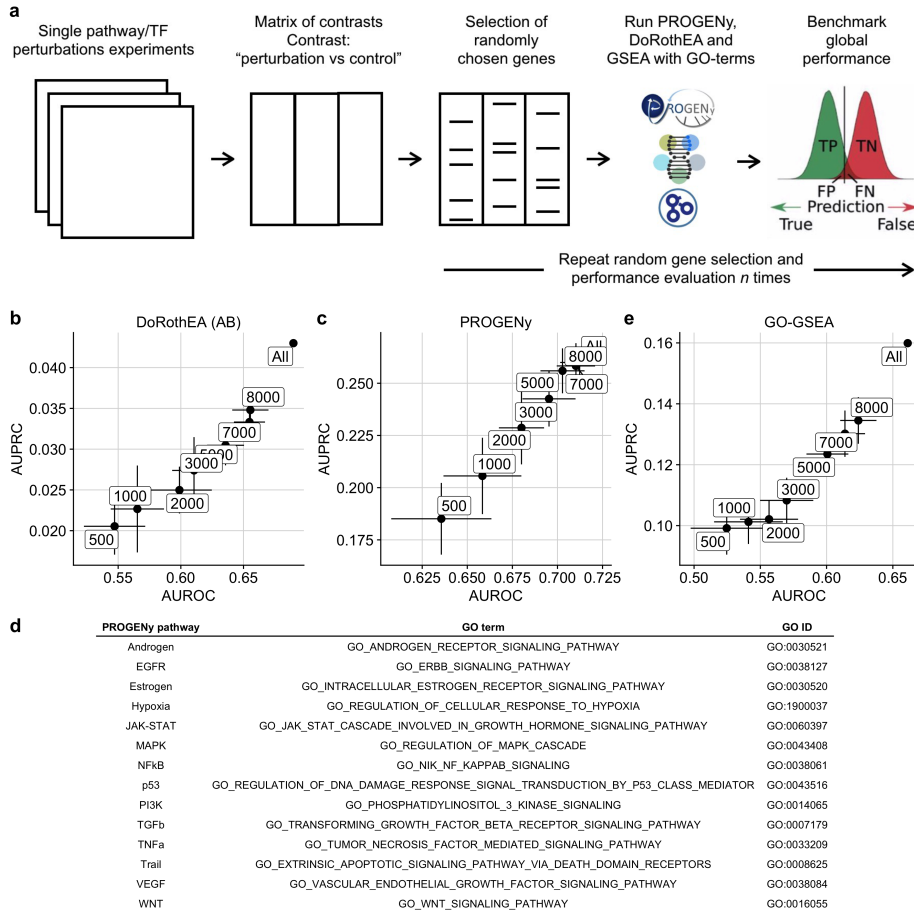 a
Single pathway/TF
perturbations experiments
Matrix of contrasts
Contrast:
“perturbation vs control”
Selection of
randomly
chosen genes
Run PROGENy,
DoRothEA and
GSEA with GO-terms
Benchmark
global
performance
PROGENy
TP
TN
FP
FN
Prediction
True
False
Repeat random gene selection and
performance evaluation n times
b
DoRothEA (AB)
AUPRC
0.040
0.035
0.030
0.025
0.020
All
8000
7000
5000
3000
2000
1000
500
0.55
0.60
0.65
AUROC
c
PROGENy
AUPRC
0.250
0.225
0.200
0.175
All
8000
7000
5000
3000
2000
1000
500
0.625
0.650
0.675
0.700
0.725
AUROC
e
GO-GSEA
AUPRC
0.16
0.14
0.12
0.10
All
8000
7000
5000
3000
2000
1000
500
0.50
0.55
0.60
0.65
AUROC
d
PROGENy pathway GO term GO ID
Androgen GO_ANDROGEN_RECEPTOR_SIGNALING_PATHWAY GO:0030521
EGFR GO_ERBB_SIGNALING_PATHWAY GO:0038127
Estrogen GO_INTRACELLULAR_ESTROGEN_RECEPTOR_SIGNALING_PATHWAY GO:0030520
Hypoxia GO_REGULATION_OF_CELLULAR_RESPONSE_TO_HYPOXIA GO:1900037
JAK-STAT GO_JAK_STAT_CASCADE_INVOLVED_IN_GROWTH_HORMONE_SIGNALING_PATHWAY GO:0060397
MAPK GO_REGULATION_OF_MAPK_CASCADE GO:0043408
NFkB GO_NIK_NF_KAPPAB_SIGNALING GO:0038061
p53 GO_REGULATION_OF_DNA_DAMAGE_RESPONSE_SIGNAL_TRANSDUCTION_BY_P53_CLASS_MEDIATOR GO:0043516
PI3K GO_PHOSPHATIDYLINOSITOL_3_KINASE_SIGNALING GO:0014065
TGFb GO_TRANSFORMING_GROWTH_FACTOR_BETA_RECEPTOR_SIGNALING_PATHWAY GO:0007179
TNFa GO_TUMOR_NECROSIS_FACTOR_MEDIATED_SIGNALING_PATHWAY GO:0033209
Trail GO_EXTRINSIC_APOPTOTIC_SIGNALING_PATHWAY_VIA_DEATH_DOMAIN_RECEPTORS GO:0008625
VEGF GO_VASCULAR_ENDOTHELIAL_GROWTH_FACTOR_SIGNALING_PATHWAY GO:0038084
WNT GO_WNT_SIGNALING_PATHWAY GO:0016055